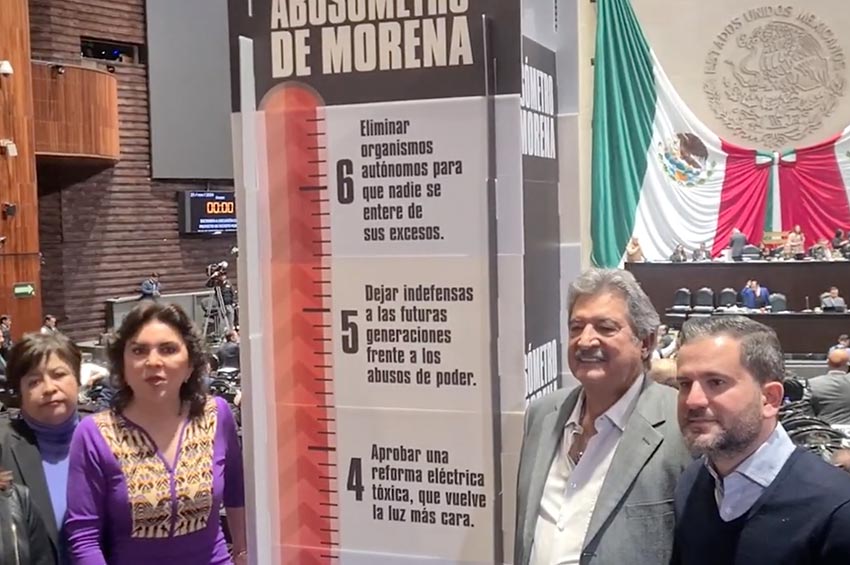 ABUSÓMETRO
DE MORENA
6
Eliminar
organismos
autónomos para
que nadie se
entere de
sus excesos.
5
Dejar indefensas
a las futuras
generaciones
frente a los
abusos de poder.
4
Aprobar una
reforma eléctrica
tóxica, que vuelve
la luz más cara.
ESTADOS UNIDOS MEXICANOS
00:00